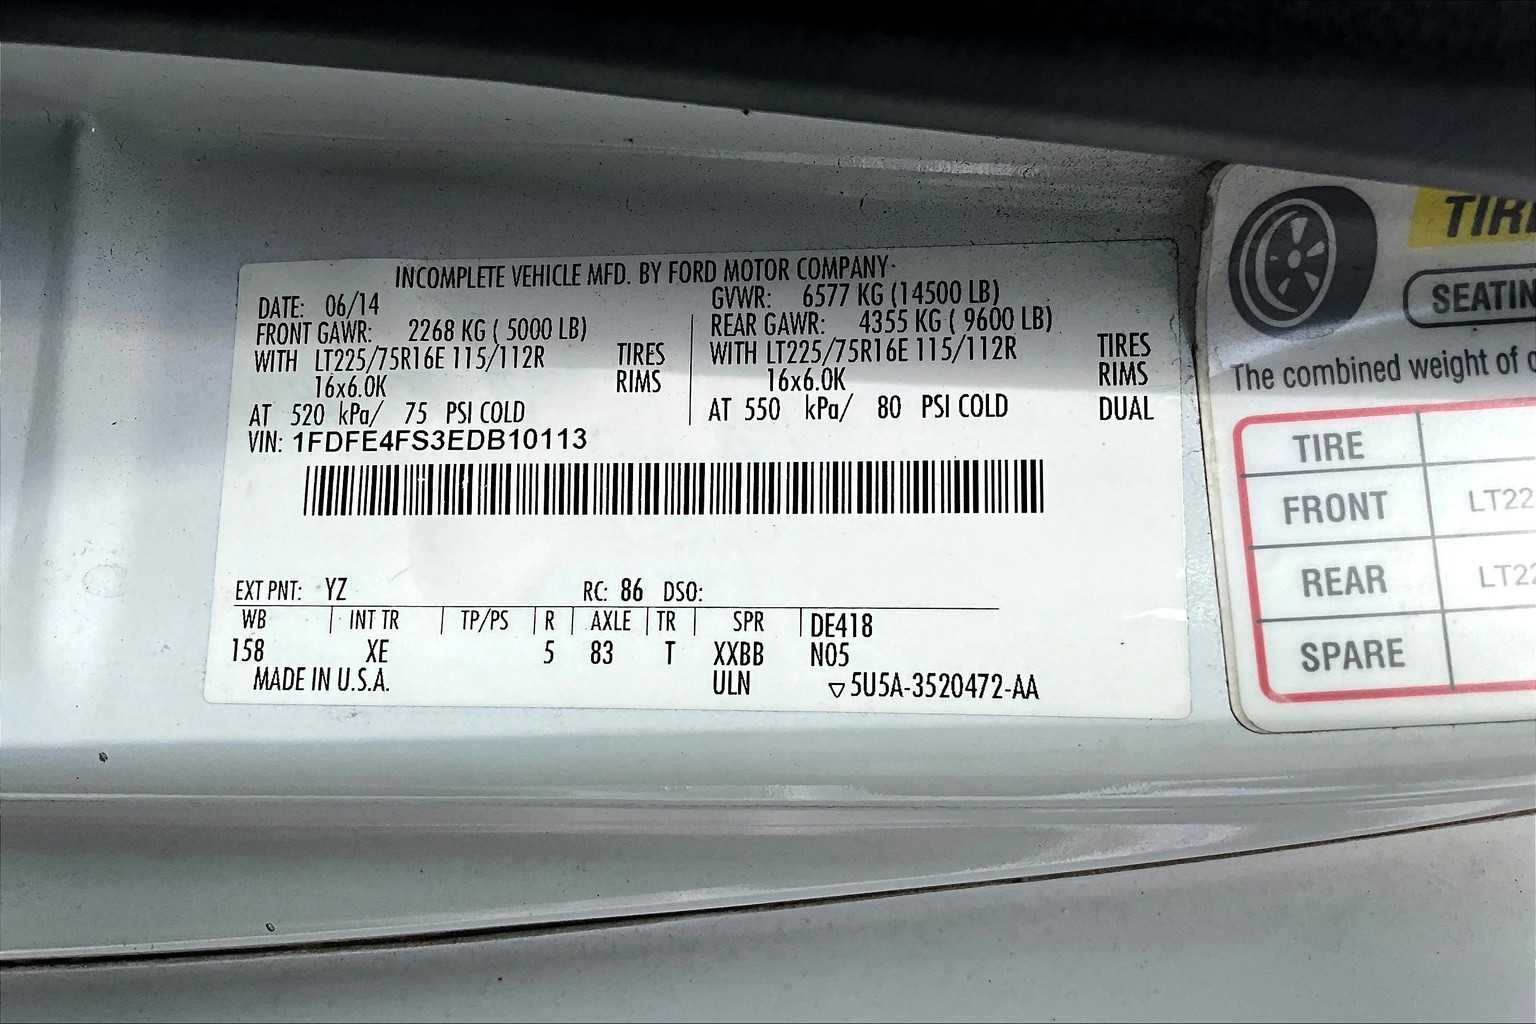 INCOMPLETE VEHICLE MFD. BY FORD MOTOR COMPANY
DATE: 06/14
GVWR: 6577 KG (14500 LB)
FRONT GAWR: 2268 KG ( 5000 LB)
REAR GAWR: 4355 KG ( 9600 LB)
WITH LT225/75R16E 115/112R TIRES
WITH LT225/75R16E 115/112R TIRES
16x6.0K RIMS
16x6.0K RIMS
AT 520 kPa/ 75 PSI COLD
AT 550 kPa/ 80 PSI COLD DUAL
VIN: 1FDFE4FS3EDB10113
EXT PNT: YZ RC: 86 DSO:
WB INT TR TP/PS R AXLE TR SPR DE418
158 XE 5 83 T XXBB N05
MADE IN U.S.A. ULN ▽5U5A-3520472-AA
TIRE
SEATIN
The combined weight of
TIRE
FRONT LT22
REAR LT22
SPARE